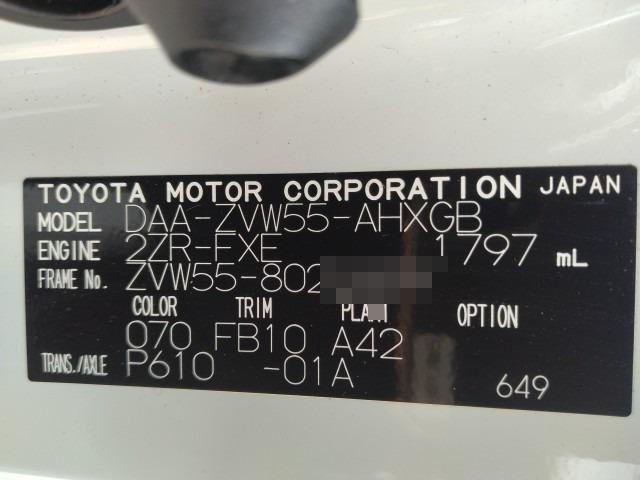 TOYOTA MOTOR CORPORATION JAPAN
MODEL DAA-ZVW55-AHXGB
ENGINE 2ZR-FXE 1797 mL
FRAME No. ZVW55-802
COLOR TRIM PLANT OPTION
070 FB10 A42
TRANS./AXLE P610 -01A
649